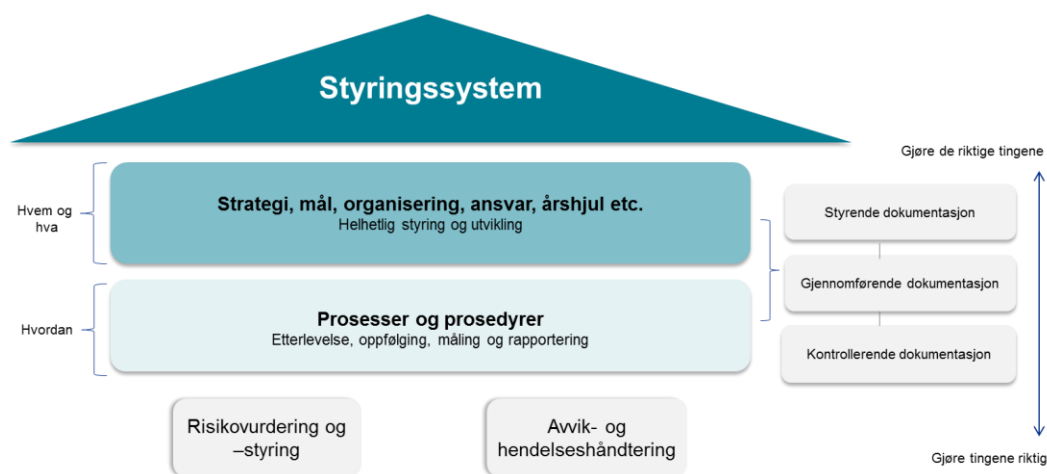 Styringssystem
Gjøre de riktige tingene
Hvem og
hva
Strategi, mål, organisering, ansvar, årshjul etc.
Helhetlig styring og utvikling
Styrende dokumentasjon
Gjennomførende dokumentasjon
Hvordan
Prosesser og prosedyrer
Etterlevelse, oppfølging, måling og rapportering
Kontrollerende dokumentasjon
Risikovurdering og
–styring
Avvik- og
hendelseshåndtering
Gjøre tingene riktig